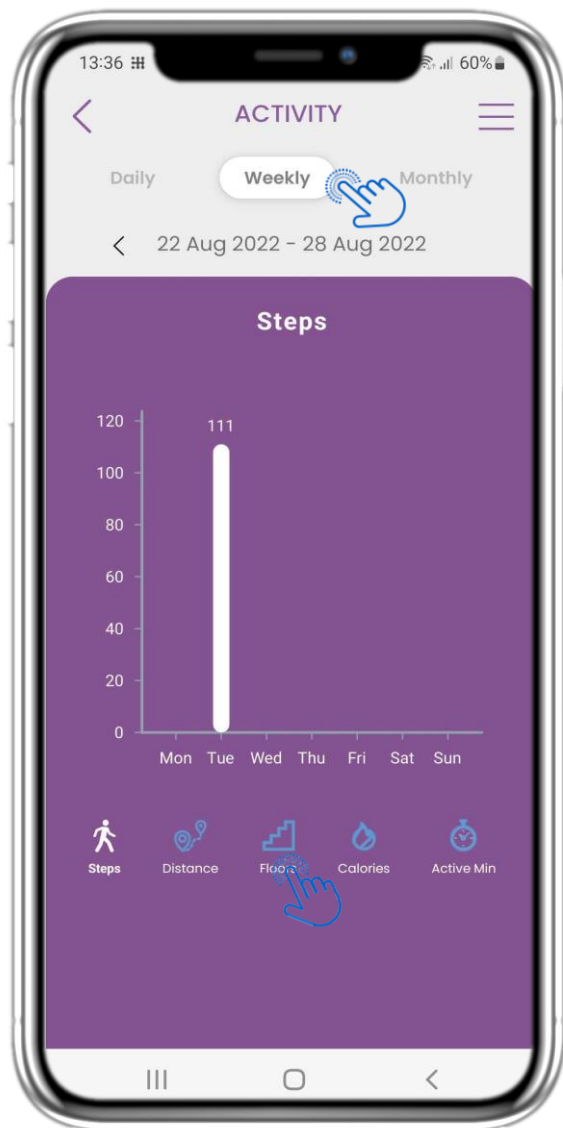 13:36 60%
ACTIVITY
Daily Weekly Monthly
22 Aug 2022 - 28 Aug 2022
Steps
120
111
100
80
60
40
20
0
Mon Tue Wed Thu Fri Sat Sun
Steps Distance Floors Calories Active Min